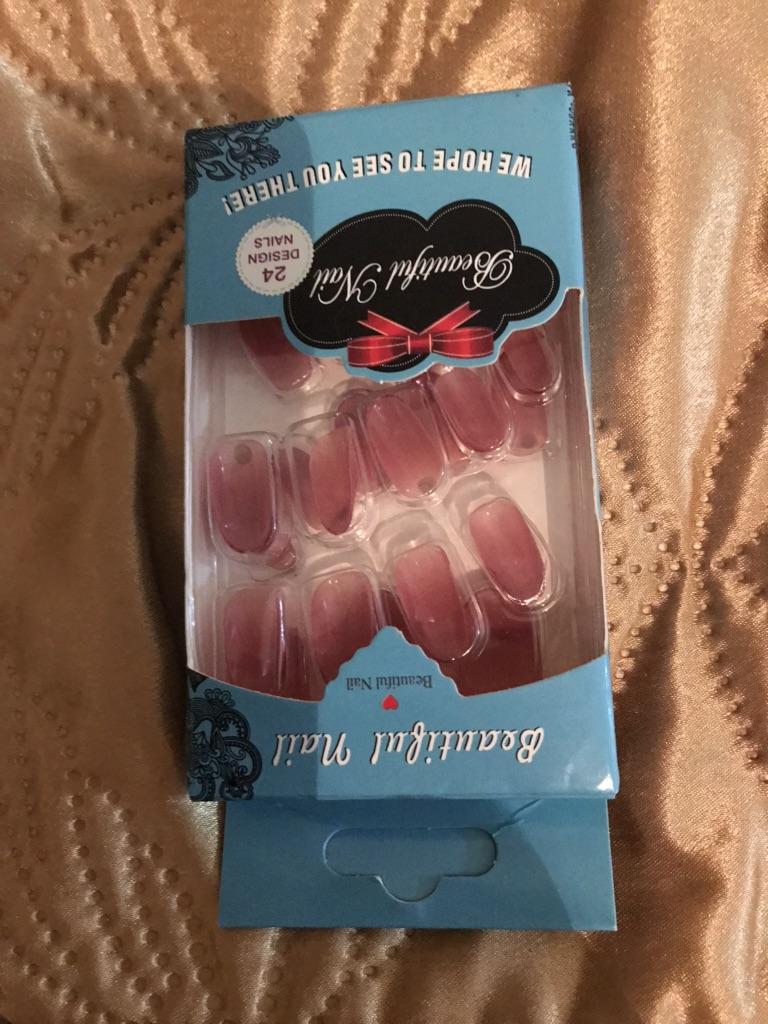 Beautiful Nail
Beautiful Nail
Beautiful Nail
24
DESIGN
NAILS
WE HOPE TO SEE YOU THERE!